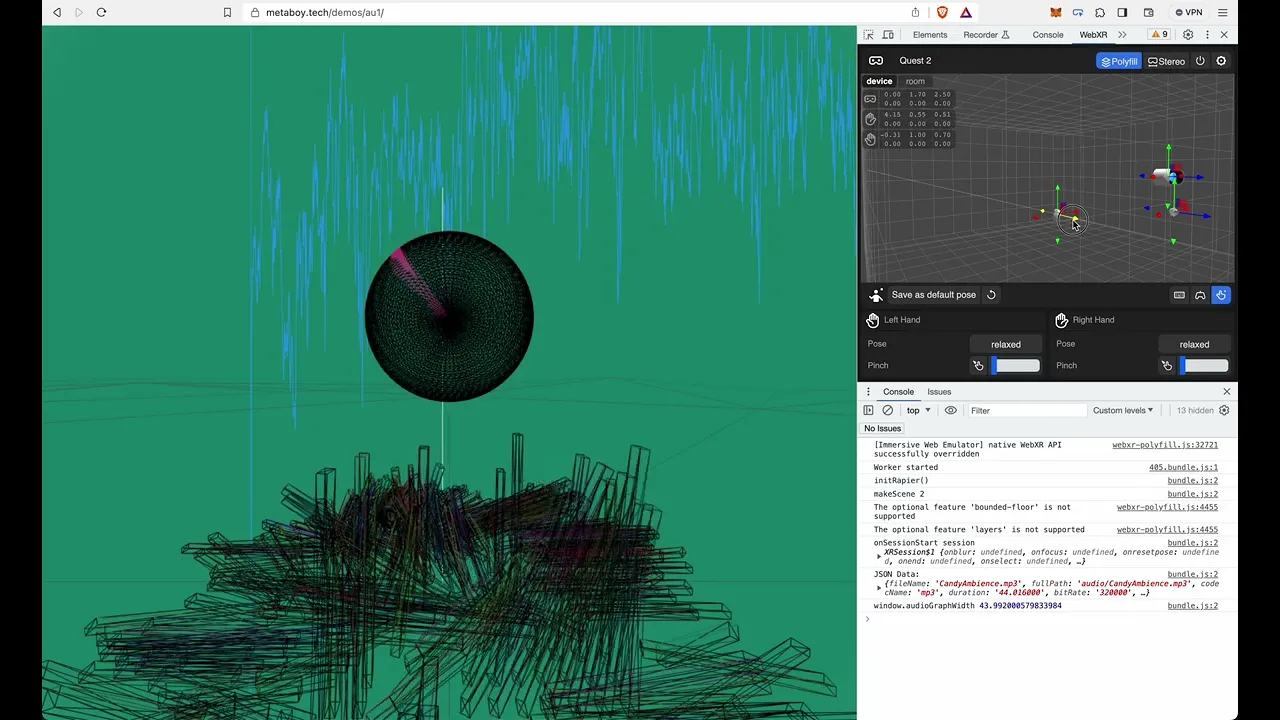 metaboy.tech/demos/au1/
VPN
Elements
Recorder
Console
WebXR
9
Quest 2
Polyfill
Stereo
device
room
0.00 1.70 2.50
0.00 0.00 0.00
4.15 0.55 0.51
0.00 0.00 0.00
-0.31 1.00 0.70
0.00 0.00 0.00
Save as default pose
Left Hand
Right Hand
Pose
relaxed
Pose
relaxed
Pinch
Pinch
Console
Issues
top
Filter
Custom levels
13 hidden
No Issues
[Immersive Web Emulator] native WebXR API webxr-polyfill.js:32721
successfully overridden
Worker started 405.bundle.js:1
initRapier() bundle.js:2
makeScene 2 bundle.js:2
The optional feature 'bounded-floor' is not webxr-polyfill.js:4455
supported
The optional feature 'layers' is not supported webxr-polyfill.js:4455
onSessionStart session bundle.js:2
XRSession$1 {onblur: undefined, onfocus: undefined, onresetpose: undefine
d, onend: undefined, onselect: undefined, …}
JSON Data: bundle.js:2
{fileName: 'CandyAmbience.mp3', fullPath: 'audio/CandyAmbience.mp3', code
cName: 'mp3', duration: '44.016000', bitRate: '320000', …}
window.audioGraphWidth 43.992000579833984 bundle.js:2